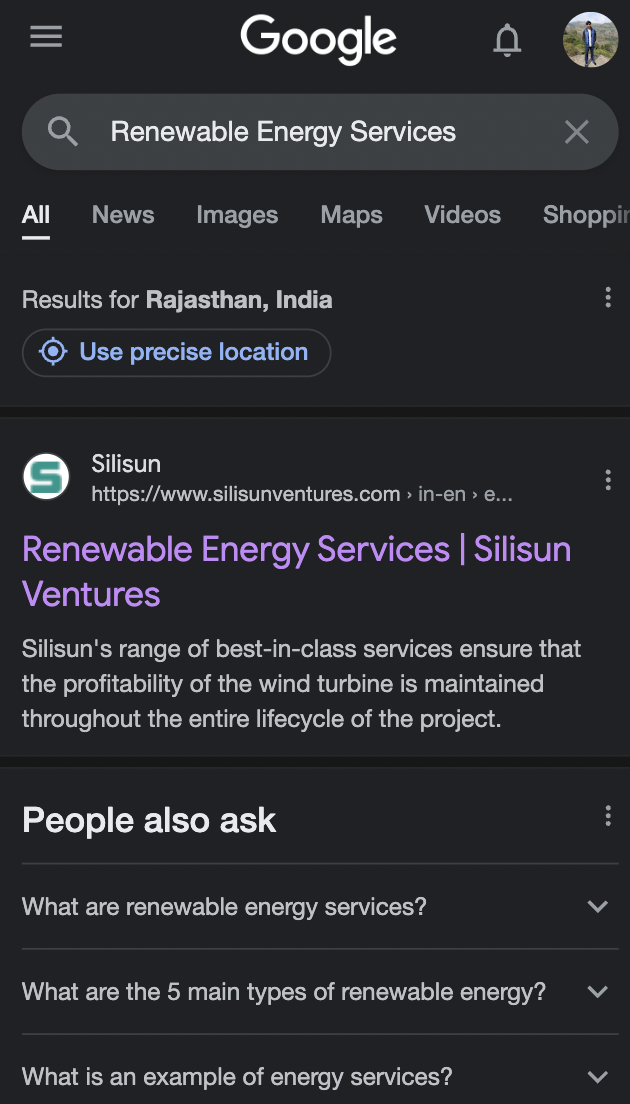 Google
Renewable Energy Services
All News Images Maps Videos Shoppin
Results for Rajasthan, India
Use precise location
Silisun
https://www.silisunventures.com › in-en › e...
Renewable Energy Services | Silisun
Ventures
Silisun's range of best-in-class services ensure that
the profitability of the wind turbine is maintained
throughout the entire lifecycle of the project.
People also ask
What are renewable energy services?
What are the 5 main types of renewable energy?
What is an example of energy services?